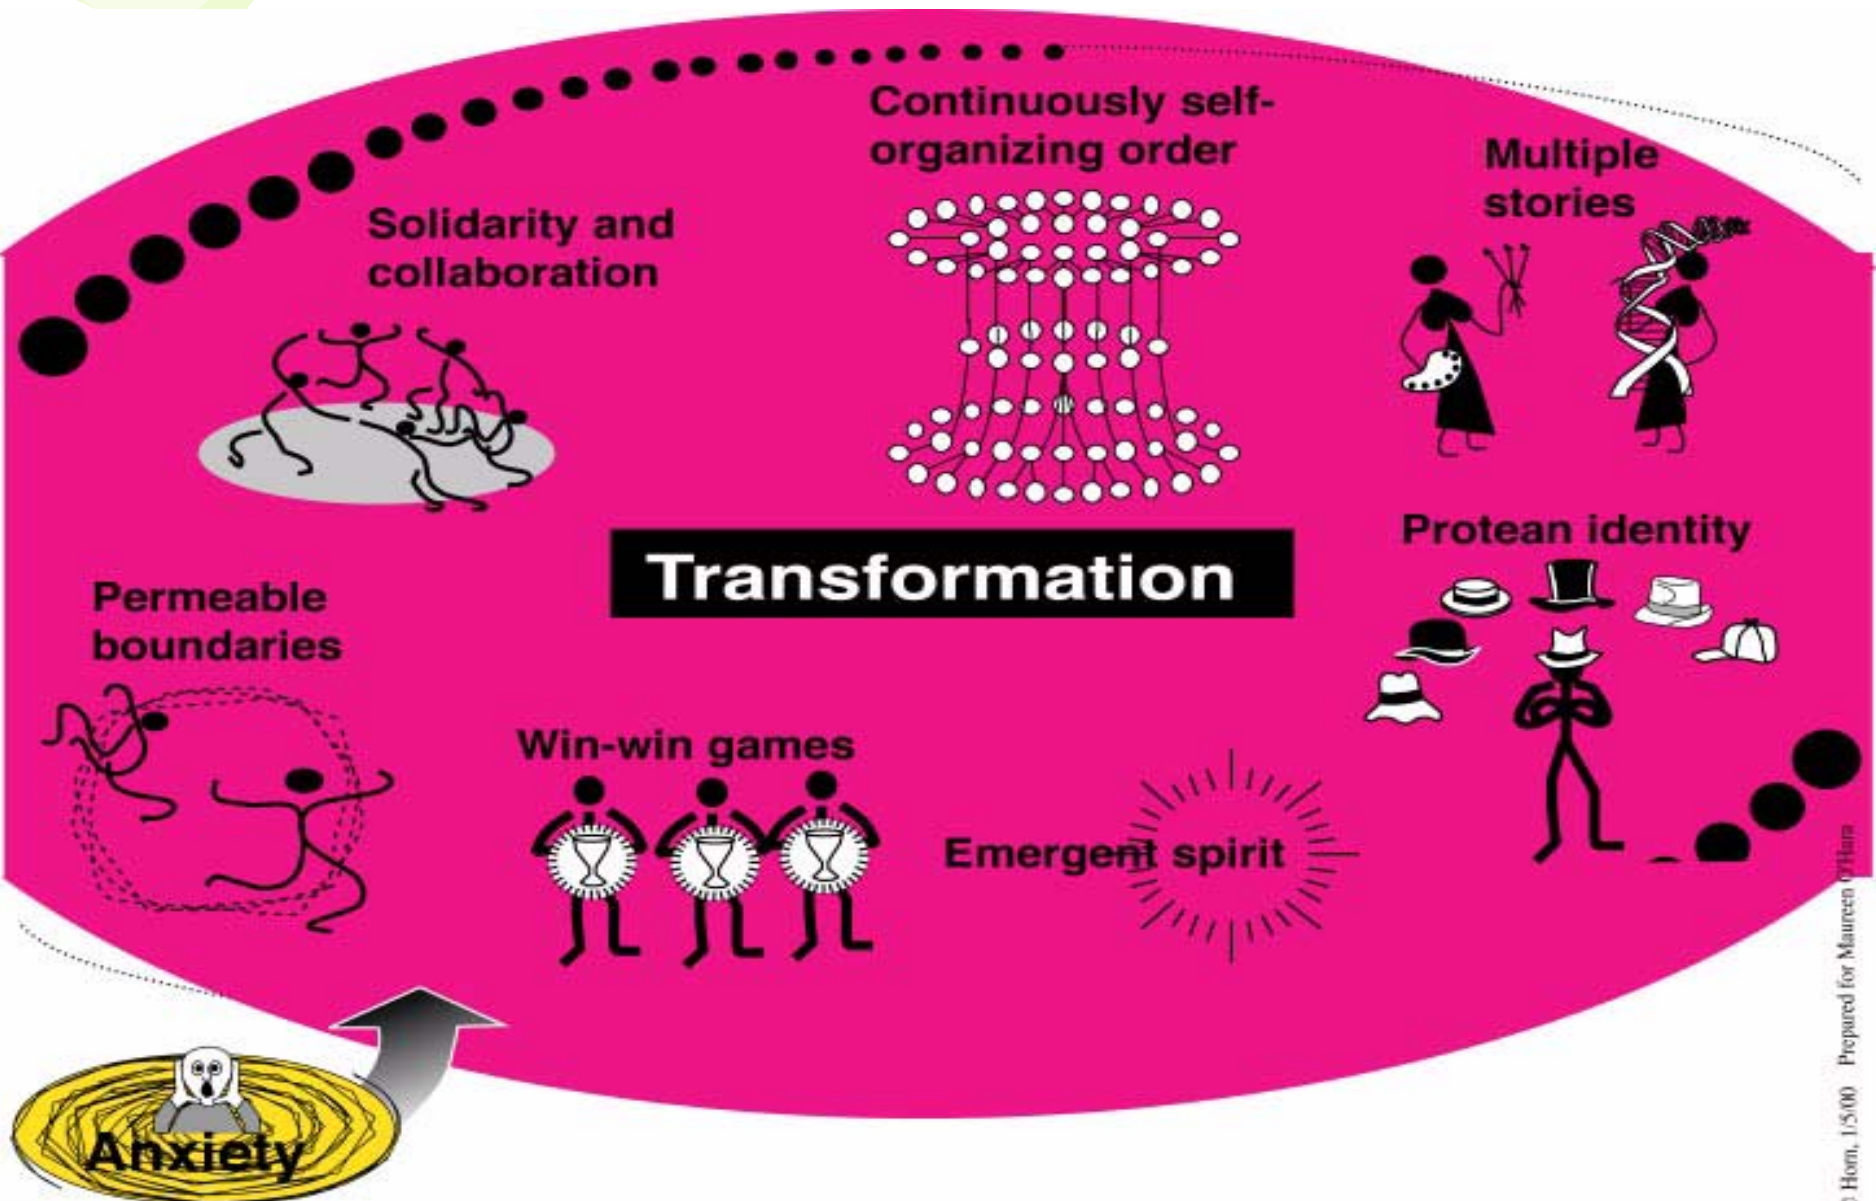 Continuously self-
organizing order
Multiple
stories
Solidarity and
collaboration
Transformation
Protean identity
Permeable
boundaries
Win-win games
Emergent spirit
Anxiety
Horn, 1/5/00 Prepared for Maureen O'Hara